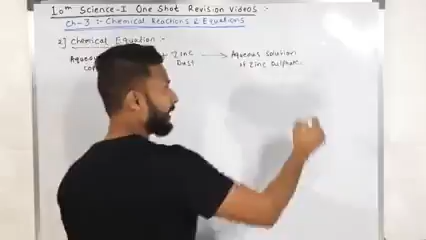 10th Science-I One Shot Revision Videos :-
Ch-3 :- Chemical Reactions & Equations
2] Chemical Equation :-
+ Zinc → Aqueous solution
Dust of Zinc Sulphate